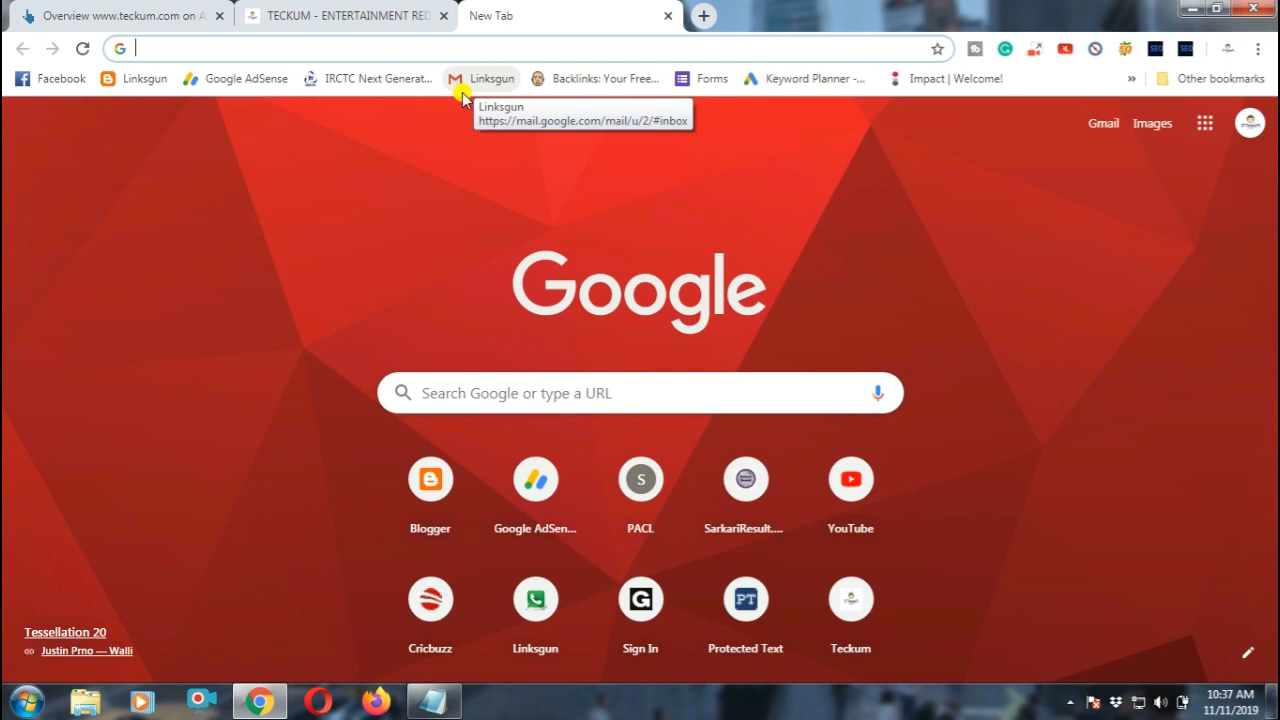 Overview www.teckum.com on A
TECKUM - ENTERTAINMENT RED
New Tab
Facebook
Linksgun
Google AdSense
IRCTC Next Generat...
Linksgun
Backlinks: Your Free...
Forms
Keyword Planner -...
Impact | Welcome!
»
Other bookmarks
Linksgun
https://mail.google.com/mail/u/2/#inbox
Gmail
Images
Google
Search Google or type a URL
S
Blogger
Google AdSen...
PACL
SarkariResult....
YouTube
G
PT
Cricbuzz
Linksgun
Sign In
Protected Text
Teckum
Tessellation 20
Justin Prno — Walli
10:37 AM
11/11/2019